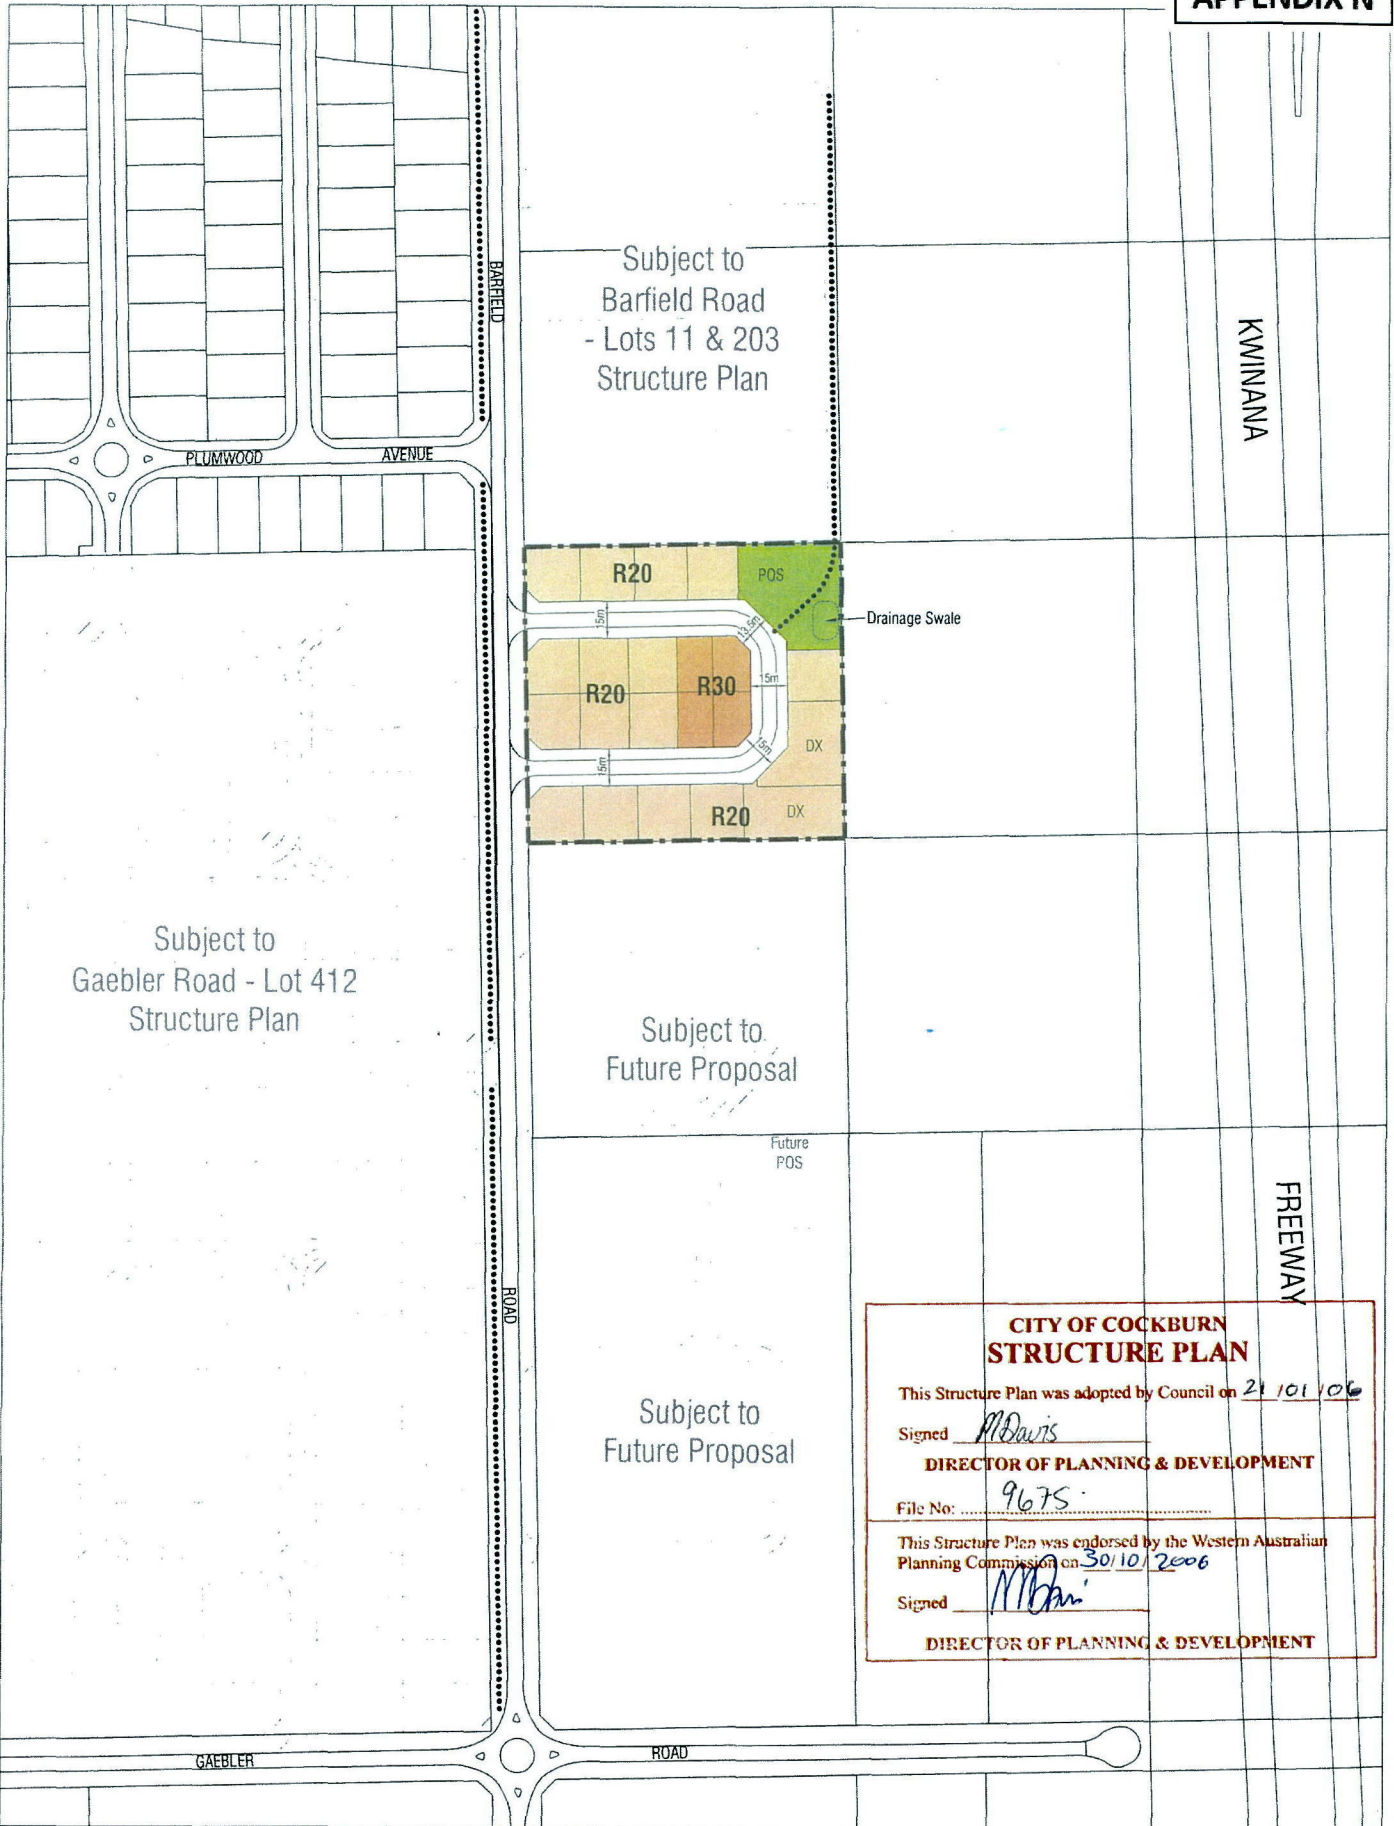 APPENDIX N
Subject to
Barfield Road
- Lots 11 & 203
Structure Plan
BARFIELD
KWINANA
PLUMWOOD
AVENUE
R20
POS
15m
13.5m
Drainage Swale
R20
R30
15m
15m
15m
DX
R20
DX
Subject to
Gaebler Road - Lot 412
Structure Plan
Subject to
Future Proposal
Future
POS
FREEWAY
ROAD
Subject to
Future Proposal
CITY OF COCKBURN
STRUCTURE PLAN
This Structure Plan was adopted by Council on 21/01/06
Signed MDavis
DIRECTOR OF PLANNING & DEVELOPMENT
File No: 9675
This Structure Plan was endorsed by the Western Australian
Planning Commission on 30/10/2006
Signed
DIRECTOR OF PLANNING & DEVELOPMENT
GAEBLER
ROAD